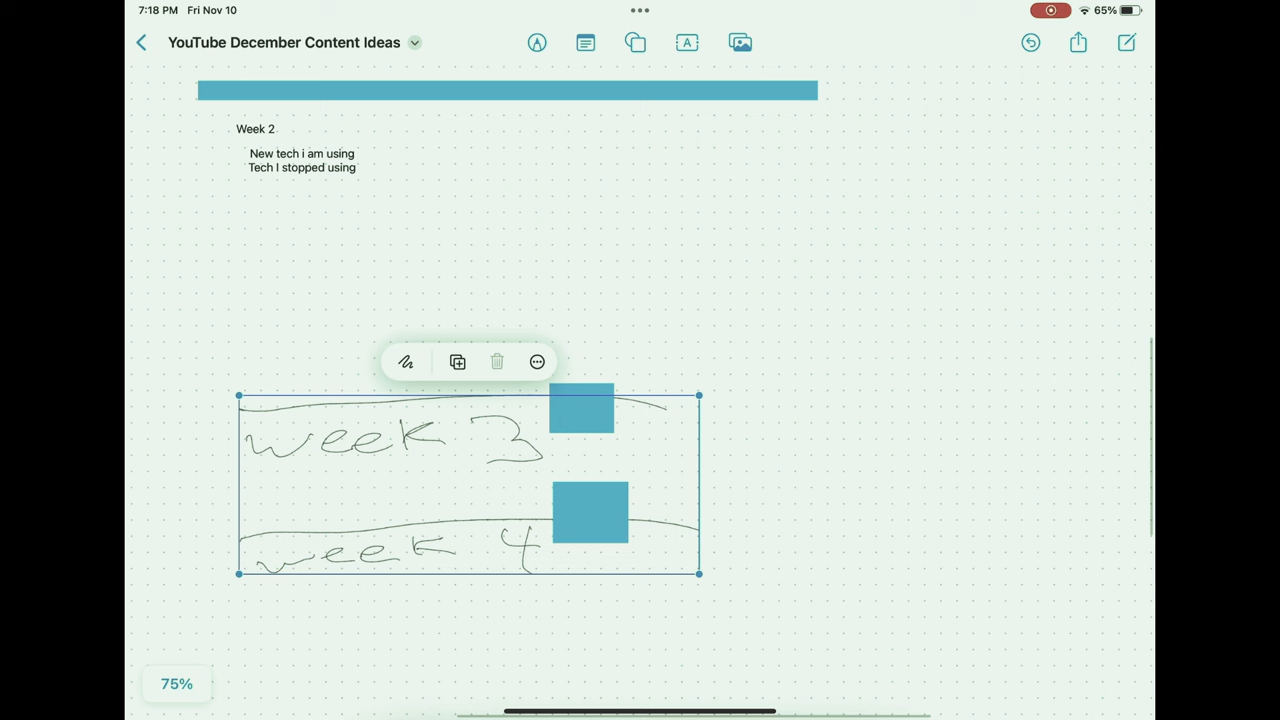 7:18 PM Fri Nov 10
65%
YouTube December Content Ideas
A
Week 2
New tech i am using
Tech I stopped using
week 3
week 4
75%